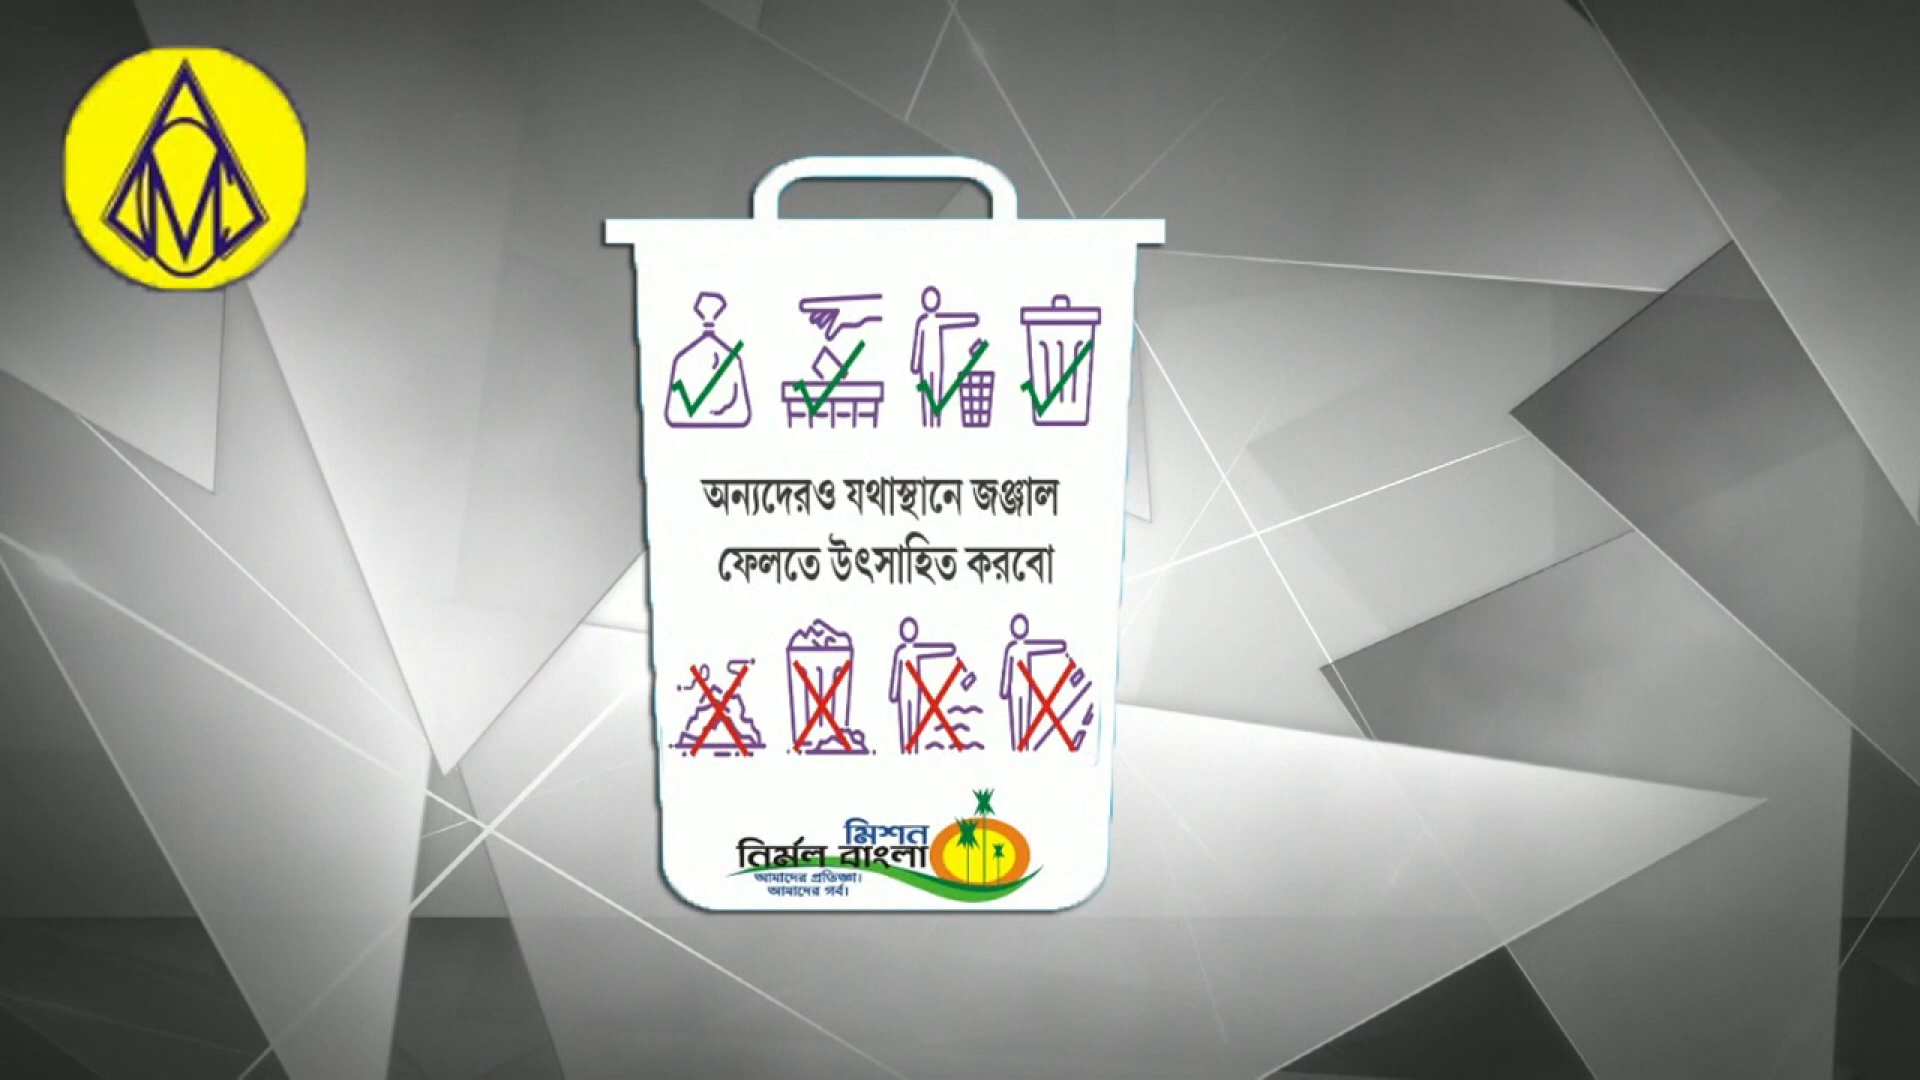 অন্যদেরও যথাস্থানে জঞ্জাল
ফেলতে উৎসাহিত করবো
মিশন
নির্মল বাংলা
আমাদের প্রতিজ্ঞা।
আমাদের গর্ব।